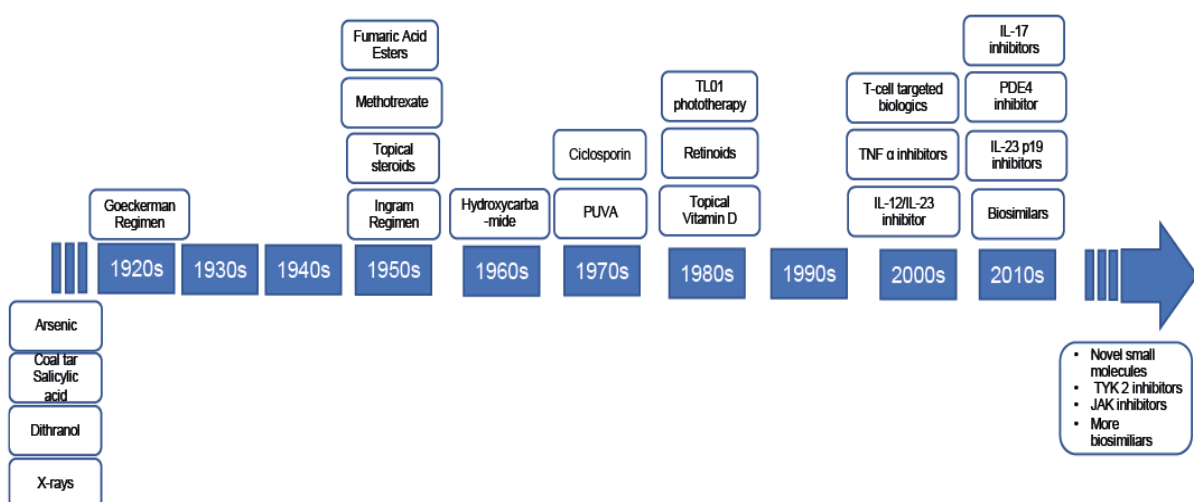 Fumaric Acid
Esters
Methotrexate
Topical
steroids
Ingram
Regimen
Goeckerman
Regimen
Hydroxycarba
-mide
Ciclosporin
PUVA
TL01
phototherapy
Retinoids
Topical
Vitamin D
T-cell targeted
biologics
TNF α inhibitors
IL-12/IL-23
inhibitor
IL-17
inhibitors
PDE4
inhibitor
IL-23 p19
inhibitors
Biosimilars
1920s
1930s
1940s
1950s
1960s
1970s
1980s
1990s
2000s
2010s
Arsenic
Coal tar
Salicylic
acid
Dithranol
X-rays
• Novel small
molecules
• TYK 2 inhibitors
• JAK inhibitors
• More
biosimiliars